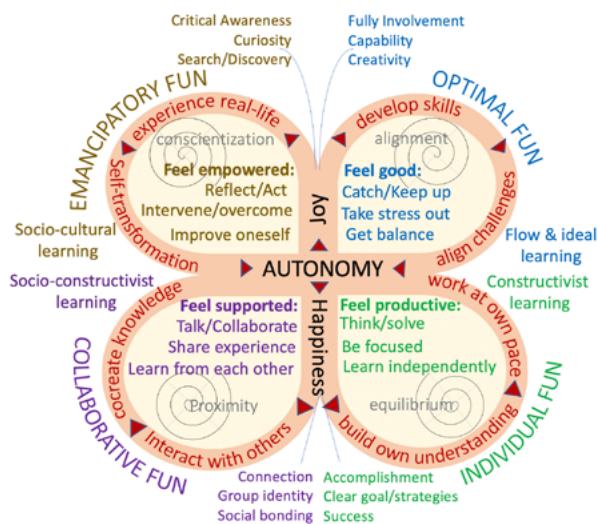 Critical Awareness
Curiosity
Search/Discovery
Fully Involvement
Capability
Creativity
EMANCIPATORY FUN
OPTIMAL FUN
experience real-life
develop skills
conscientization
alignment
Self-transformation
align challenges
Feel empowered:
Reflect/Act
Intervene/overcome
Improve oneself
Joy
Feel good:
Catch/Keep up
Take stress out
Get balance
Socio-cultural
learning
Flow & ideal
learning
AUTONOMY
Socio-constructivist
learning
Constructivist
learning
cocreate knowledge
work at own pace
Feel supported:
Talk/Collaborate
Share experience
Learn from each other
Happiness
Feel productive:
Think/solve
Be focused
Learn independently
Proximity
equilibrium
Interact with others
build own understanding
COLLABORATIVE FUN
INDIVIDUAL FUN
Connection
Group identity
Social bonding
Accomplishment
Clear goal/strategies
Success